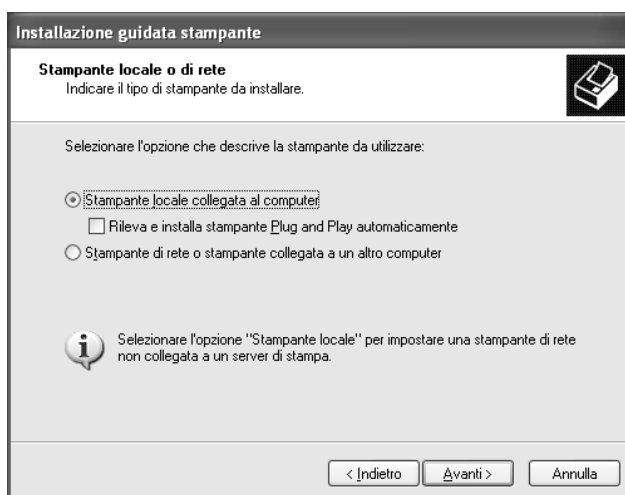 Installazione guidata stampante
Stampante locale o di rete
Indicare il tipo di stampante da installare.
Selezionare l'opzione che descrive la stampante da utilizzare:
Stampante locale collegata al computer
Rileva e installa stampante Plug and Play automaticamente
Stampante di rete o stampante collegata a un altro computer
Selezionare l'opzione "Stampante locale" per impostare una stampante di rete
non collegata a un server di stampa.
< Indietro Avanti > Annulla